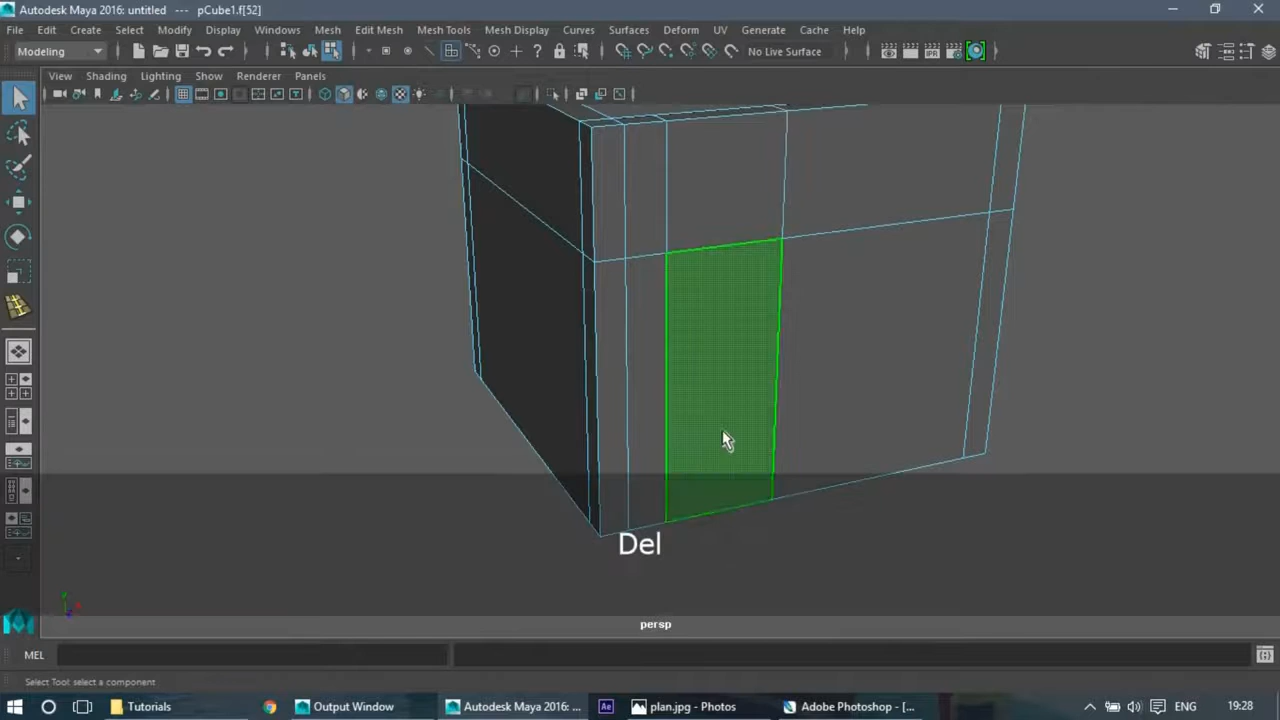 Autodesk Maya 2016: untitled --- pCube1.f[52]
File Edit Create Select Modify Display Windows Mesh Edit Mesh Mesh Tools Mesh Display Curves Surfaces Deform UV Generate Cache Help
Modeling No Live Surface
View Shading Lighting Show Renderer Panels
Del
persp
MEL
Select Tool: select a component
Tutorials Output Window Autodesk Maya 2016: ... Ae plan.jpg - Photos Adobe Photoshop - [... ENG 19:28